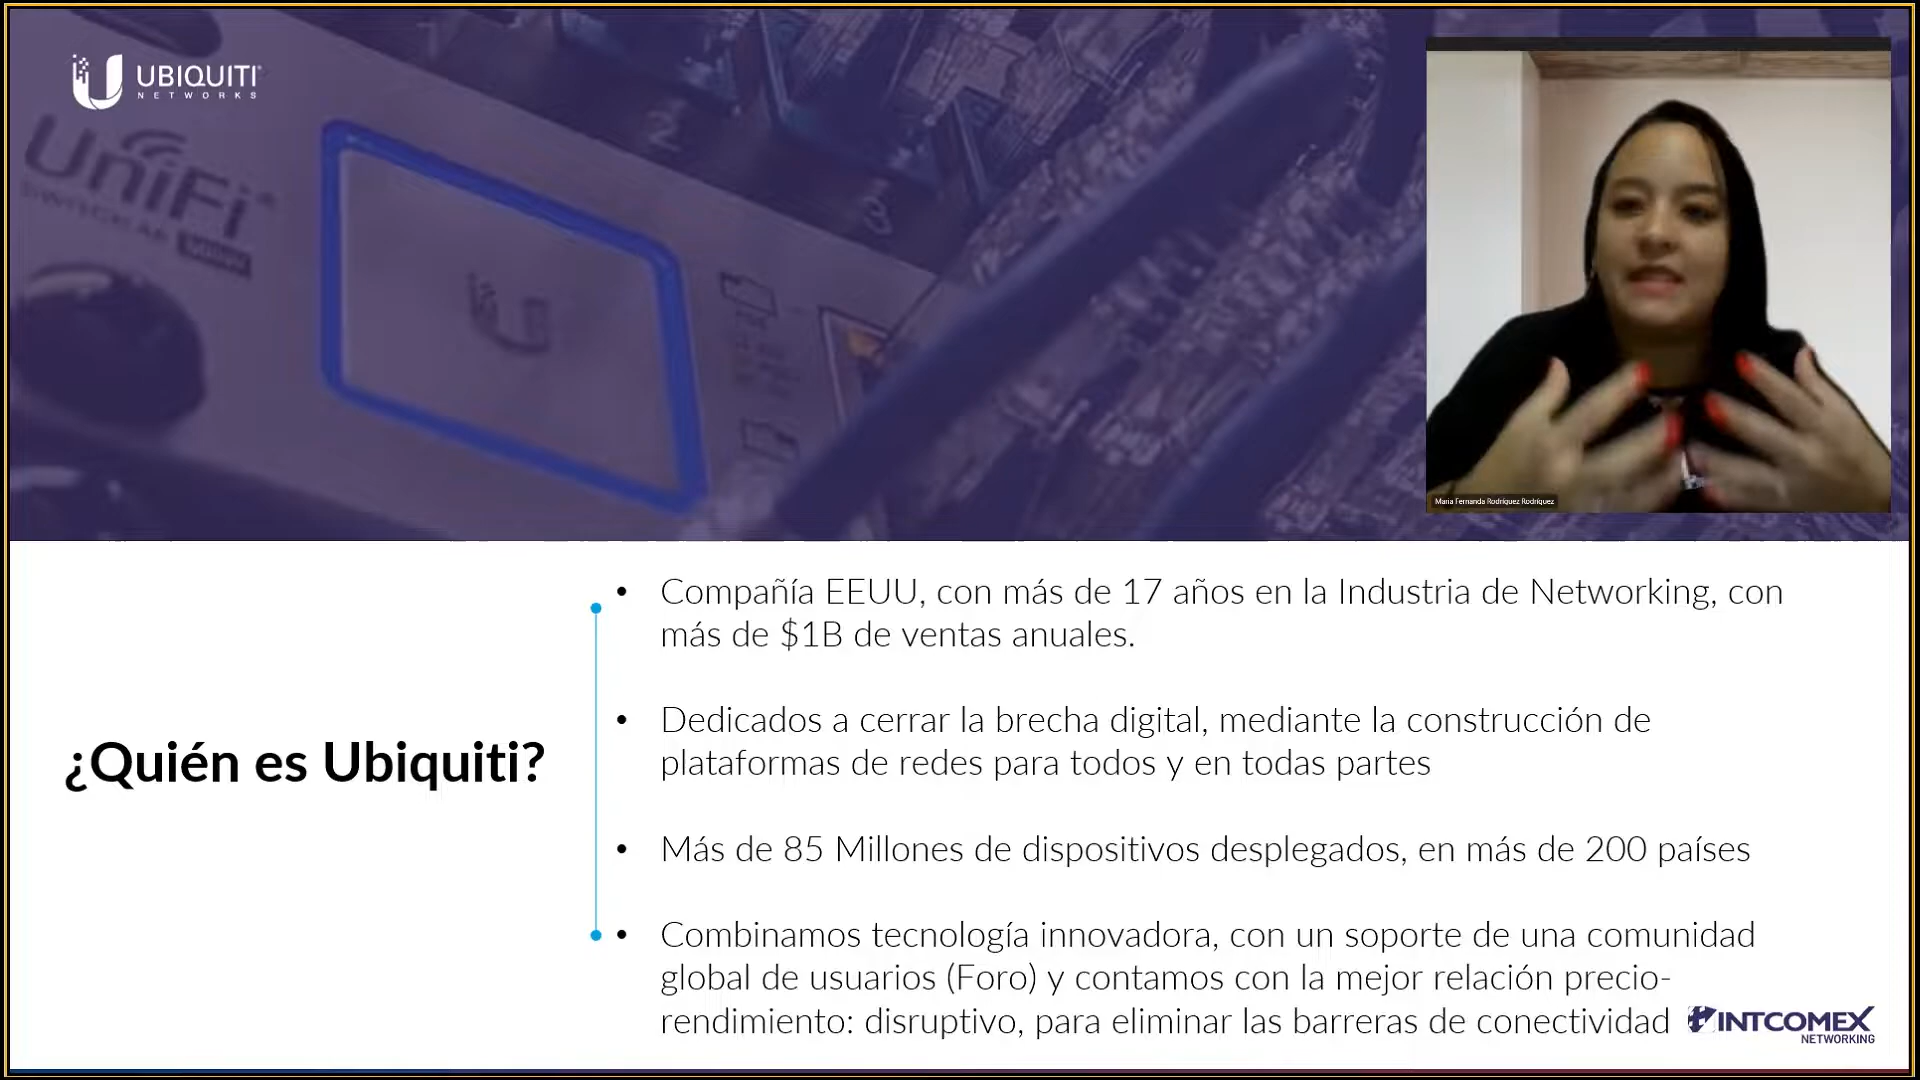 UBIQUITI
NETWORKS
UniFi
2
3
Maria Fernanda Rodríguez Rodríguez
¿Quién es Ubiquiti?
• Compañía EEUU, con más de 17 años en la Industria de Networking, con
más de $1B de ventas anuales.
• Dedicados a cerrar la brecha digital, mediante la construcción de
plataformas de redes para todos y en todas partes
• Más de 85 Millones de dispositivos desplegados, en más de 200 países
• Combinamos tecnología innovadora, con un soporte de una comunidad
global de usuarios (Foro) y contamos con la mejor relación precio-
rendimiento: disruptivo, para eliminar las barreras de conectividad
INTCOMEX
NETWORKING